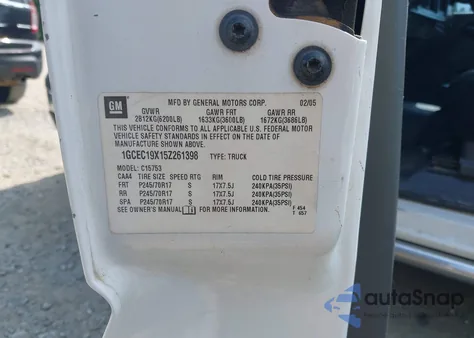 GM
MFD BY GENERAL MOTORS CORP. 02/05
GVWR GAWR FRT GAWR RR
2812KG(6200LB) 1633KG(3600LB) 1672KG(3686LB)
THIS VEHICLE CONFORMS TO ALL APPLICABLE U.S. FEDERAL MOTOR
VEHICLE SAFETY STANDARDS IN EFFECT ON THE DATE OF
MANUFACTURE SHOWN ABOVE.
1GCEC19X15Z261398 TYPE: TRUCK
MODEL: C15753
CAA4 TIRE SIZE SPEED RTG RIM COLD TIRE PRESSURE
FRT P245/70R17 S 17X7.5J 240KPA(35PSI)
RR P245/70R17 S 17X7.5J 240KPA(35PSI)
SPA P245/70R17 S 17X7.5J 240KPA(35PSI)
SEE OWNER'S MANUAL FOR MORE INFORMATION.
F 454
T 657
autaSnap